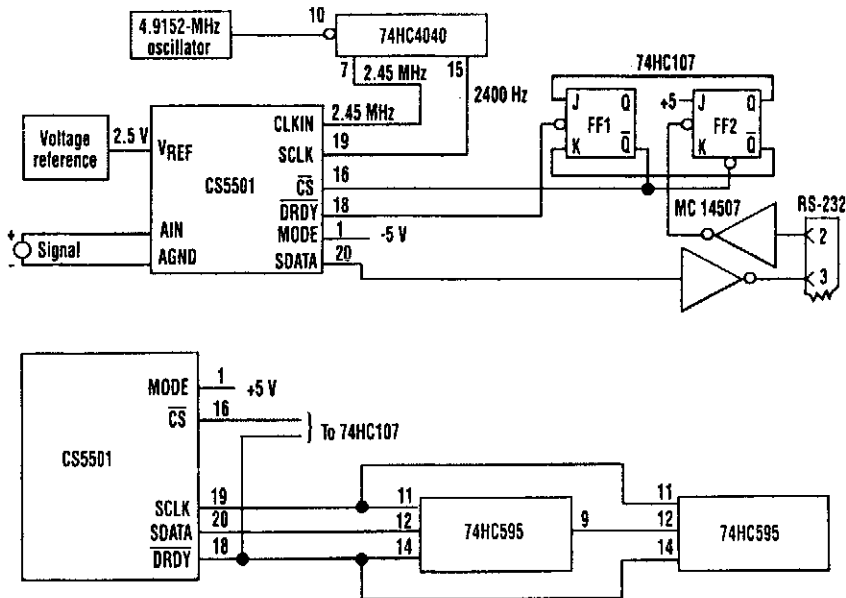 4.9152-MHz
oscillator
10
74HC4040
7
2.45 MHz
15
2400 Hz
74HC107
Voltage
reference
2.5 V
VREF
CLKIN
2.45 MHz
SCLK
19
CS5501
CS
16
DRDY
18
MODE
1
-5 V
SDATA
20
AIN
AGND
+
-
Signal
J
Q
FF1
K
Q
+5
J
Q
FF2
K
Q
MC 14507
RS-232
2
3
MODE
1
+5 V
CS
16
To 74HC107
CS5501
SCLK
19
SDATA
20
DRDY
18
11
12
14
74HC595
9
11
12
14
74HC595